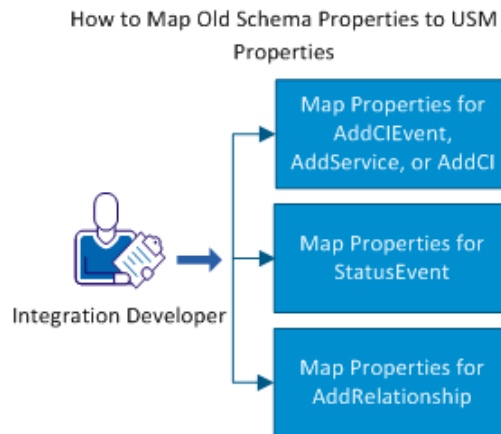 How to Map Old Schema Properties to USM
Properties
Map Properties for
AddCIEvent,
AddService, or AddCI
Map Properties for
StatusEvent
Integration Developer
Map Properties for
AddRelationship